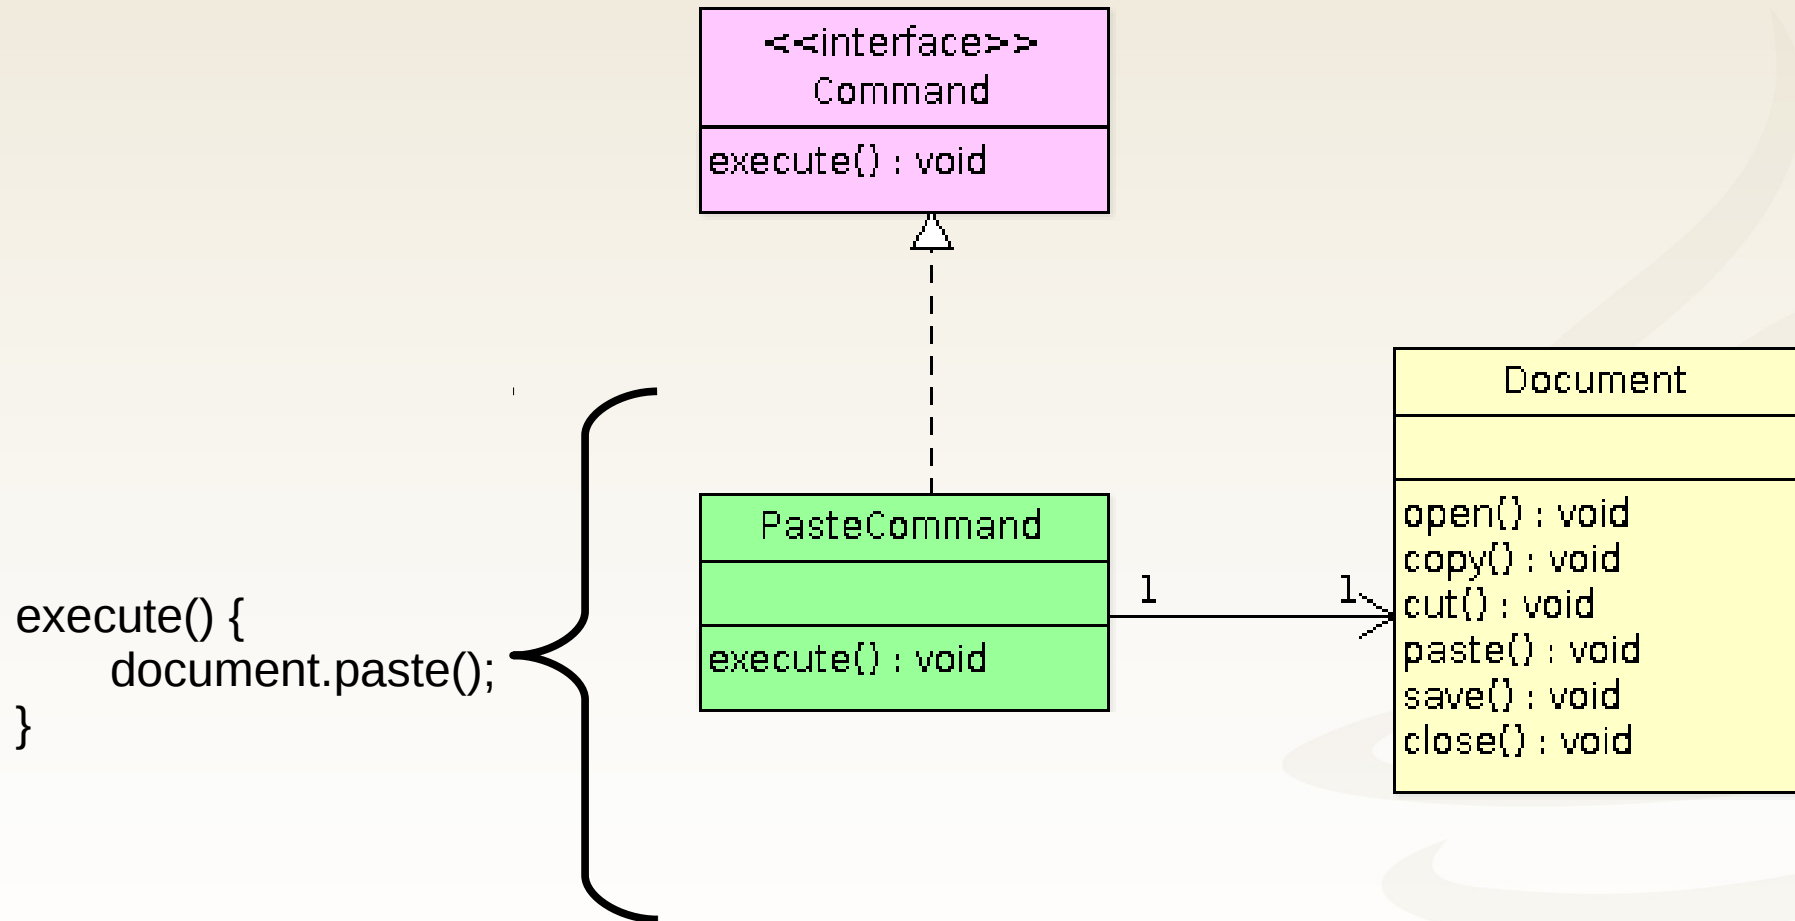 <<interface>>
Command
execute() : void
Document
open() : void
copy() : void
cut() : void
paste() : void
save() : void
close() : void
PasteCommand
execute() : void
1 1
execute() {
document.paste();
}